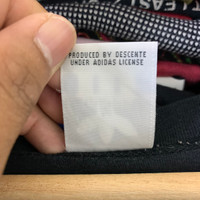 PRODUCED BY DESCENTE
UNDER ADIDAS LICENSE